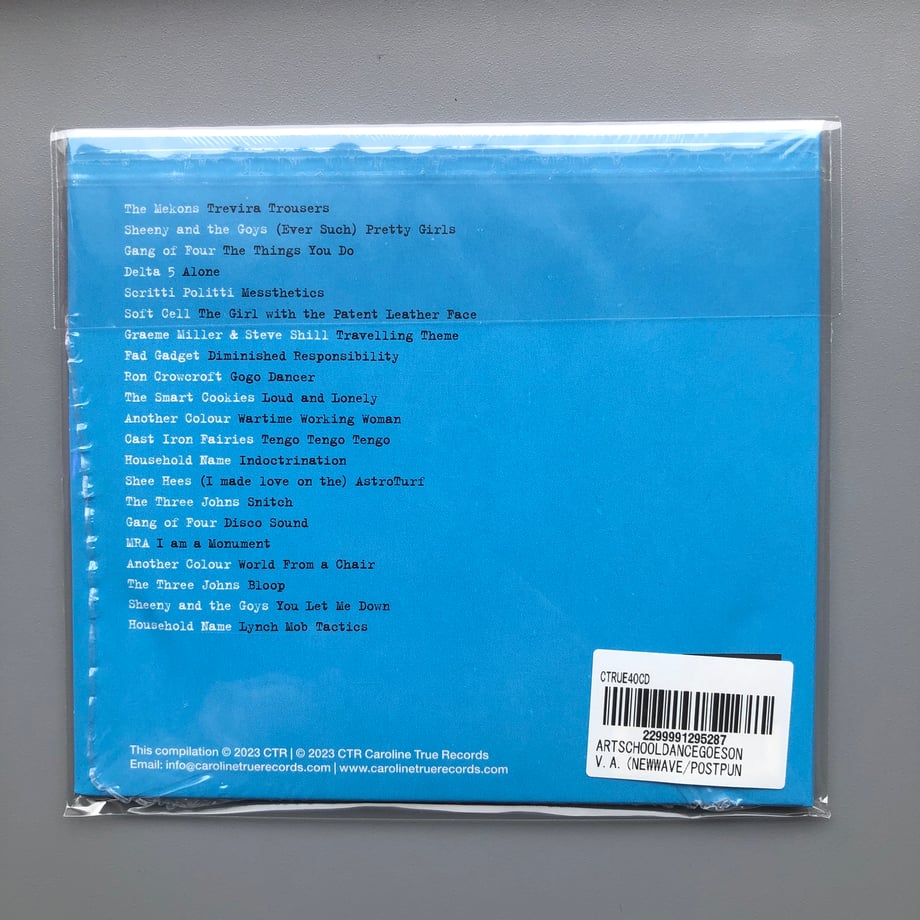 The Mekons Trevira Trousers
Sheeny and the Goys (Ever Such) Pretty Girls
Gang of Four The Things You Do
Delta 5 Alone
Scritti Politti Messthetics
Soft Cell The Girl with the Patent Leather Face
Graeme Miller & Steve Shill Travelling Theme
Fad Gadget Diminished Responsibility
Ron Crowcroft Gogo Dancer
The Smart Cookies Loud and Lonely
Another Colour Wartime Working Woman
Cast Iron Fairies Tengo Tengo Tengo
Household Name Indoctrination
Shee Hees (I made love on the) AstroTurf
The Three Johns Snitch
Gang of Four Disco Sound
MRA I am a Monument
Another Colour World From a Chair
The Three Johns Bloop
Sheeny and the Goys You Let Me Down
Household Name Lynch Mob Tactics
This compilation © 2023 CTR | © 2023 CTR Caroline True Records
Email: info@carolinetruerecords.com | www.carolinetruerecords.com
CTRUE40CD
2299991295287
ARTSCHOOLDANCEGOESON
V.A. (NEWWAVE/POSTPUN